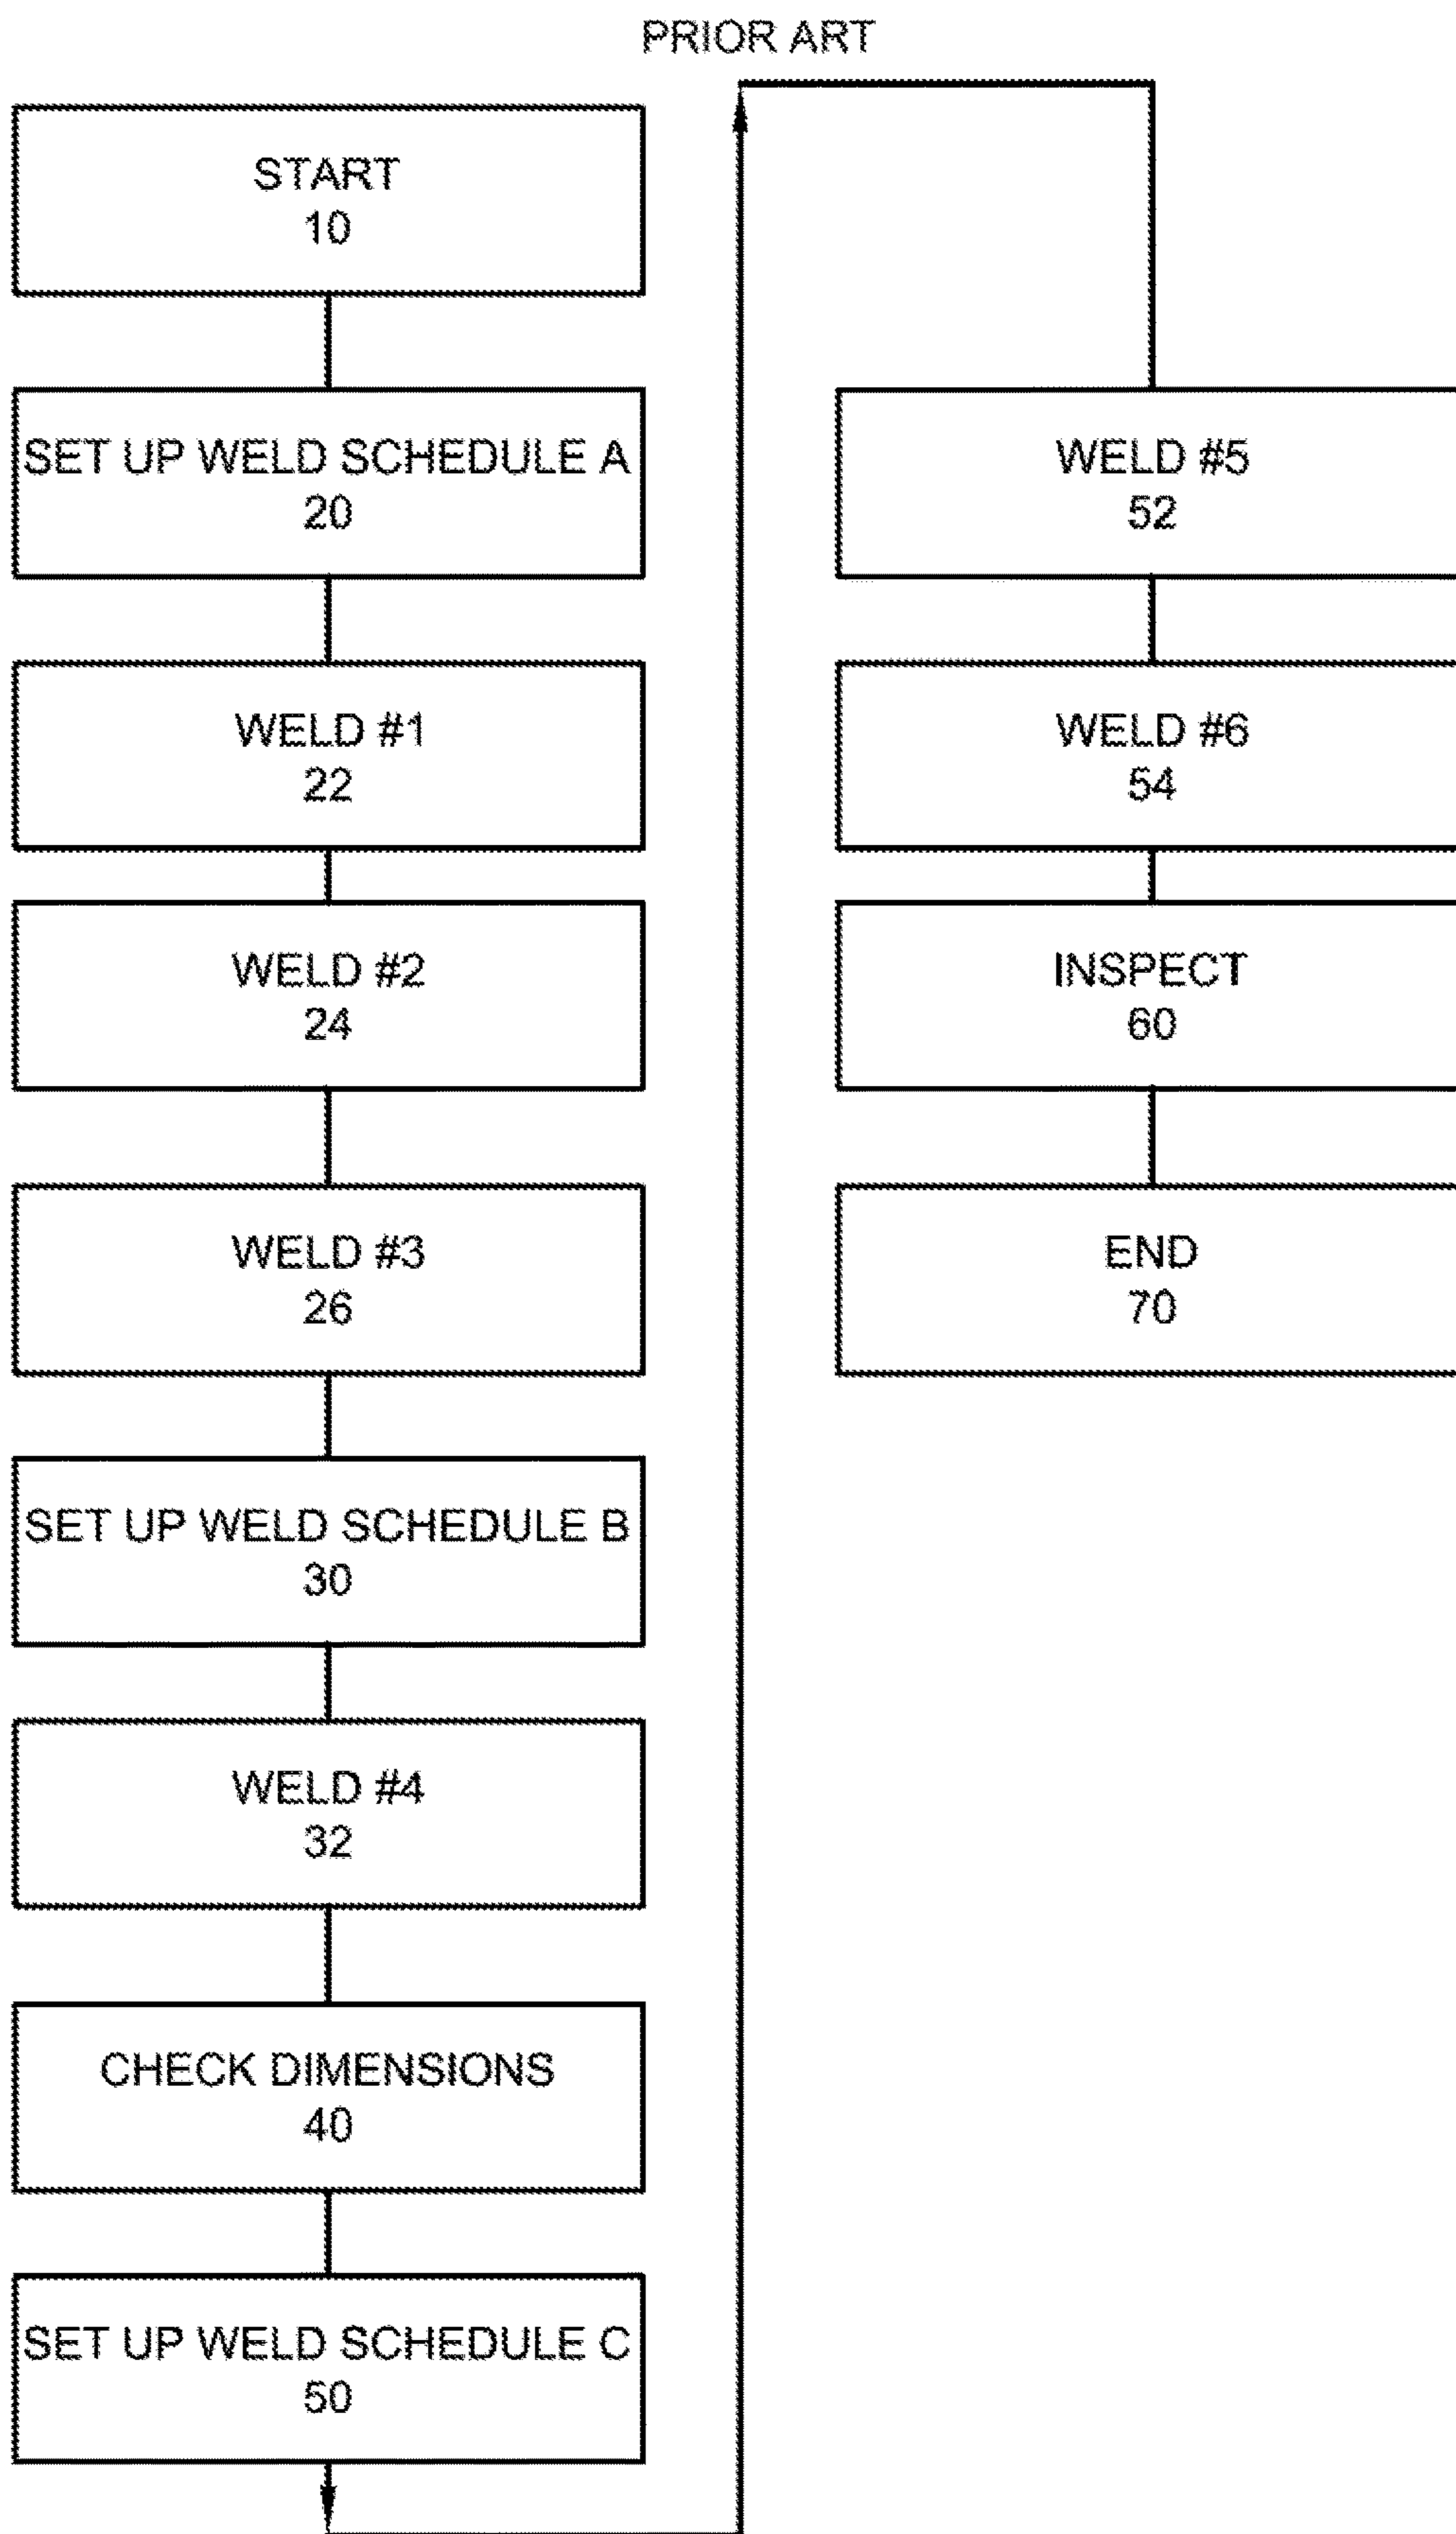 PRIOR ART
START
10
SET UP WELD SCHEDULE A
20
WELD #1
22
WELD #2
24
WELD #3
26
SET UP WELD SCHEDULE B
30
WELD #4
32
CHECK DIMENSIONS
40
SET UP WELD SCHEDULE C
50
WELD #5
52
WELD #6
54
INSPECT
60
END
70